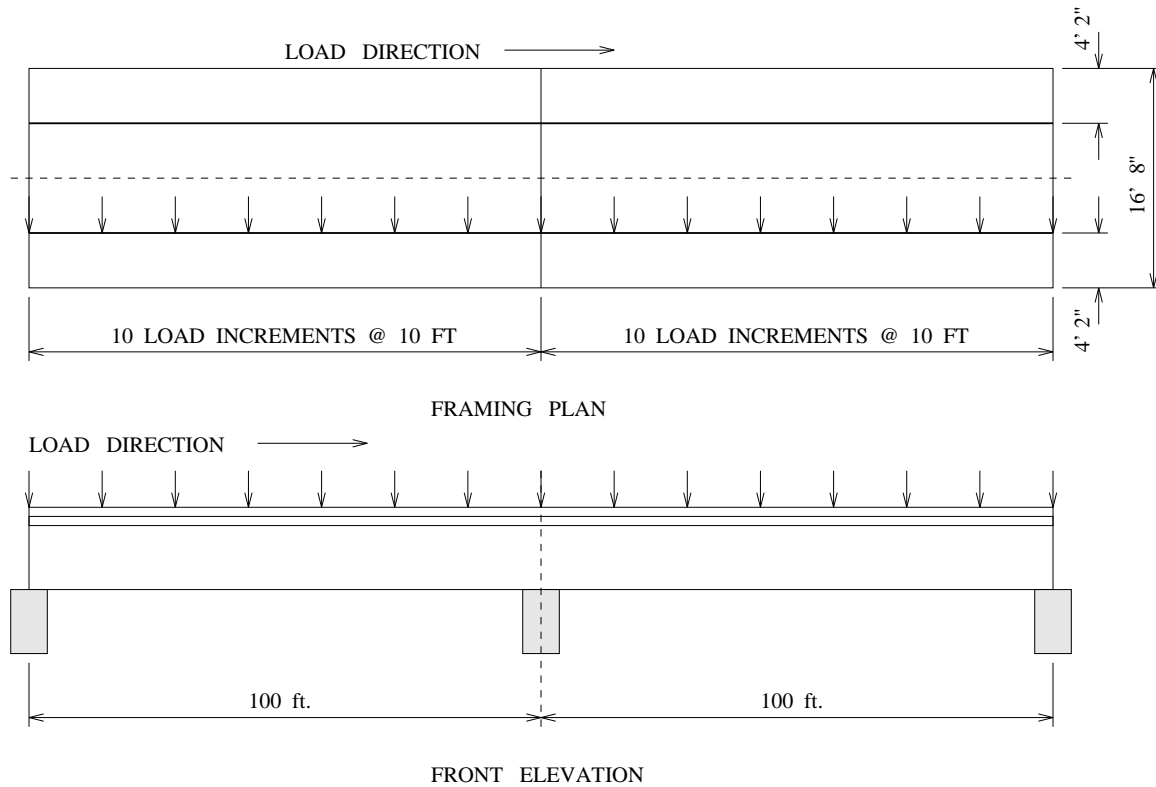 LOAD DIRECTION
4' 2"
16' 8"
4' 2"
10 LOAD INCREMENTS @ 10 FT
10 LOAD INCREMENTS @ 10 FT
FRAMING PLAN
LOAD DIRECTION
100 ft.
100 ft.
FRONT ELEVATION